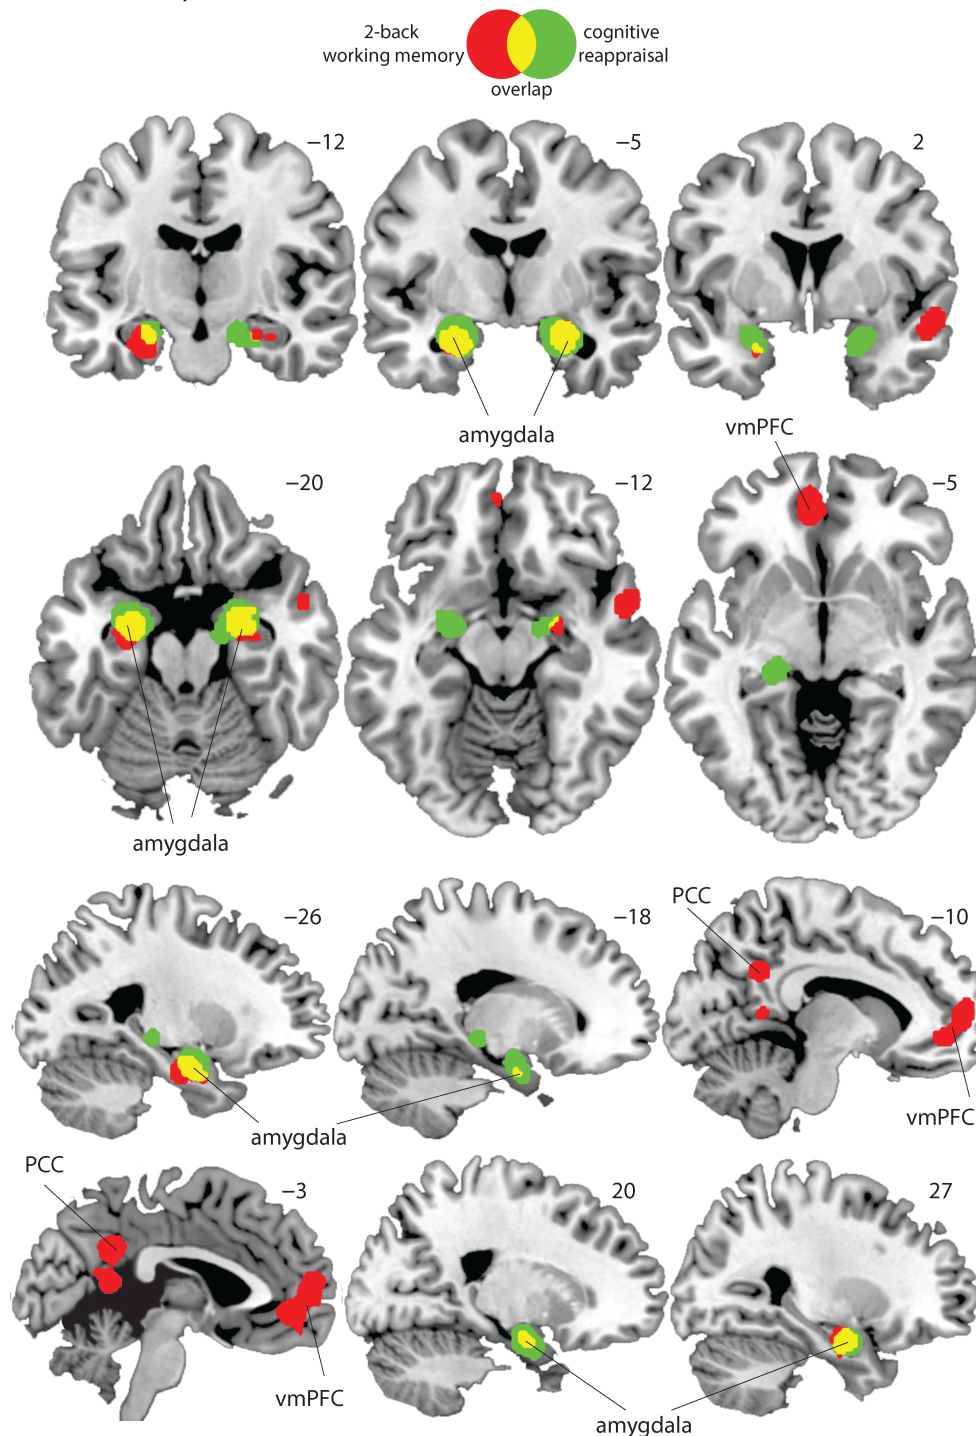 2-back
working memory
cognitive
reappraisal
overlap
−12
−5
2
amygdala
vmPFC
−20
−12
−5
amygdala
−26
−18
PCC
−10
amygdala
vmPFC
PCC
−3
20
27
vmPFC
amygdala